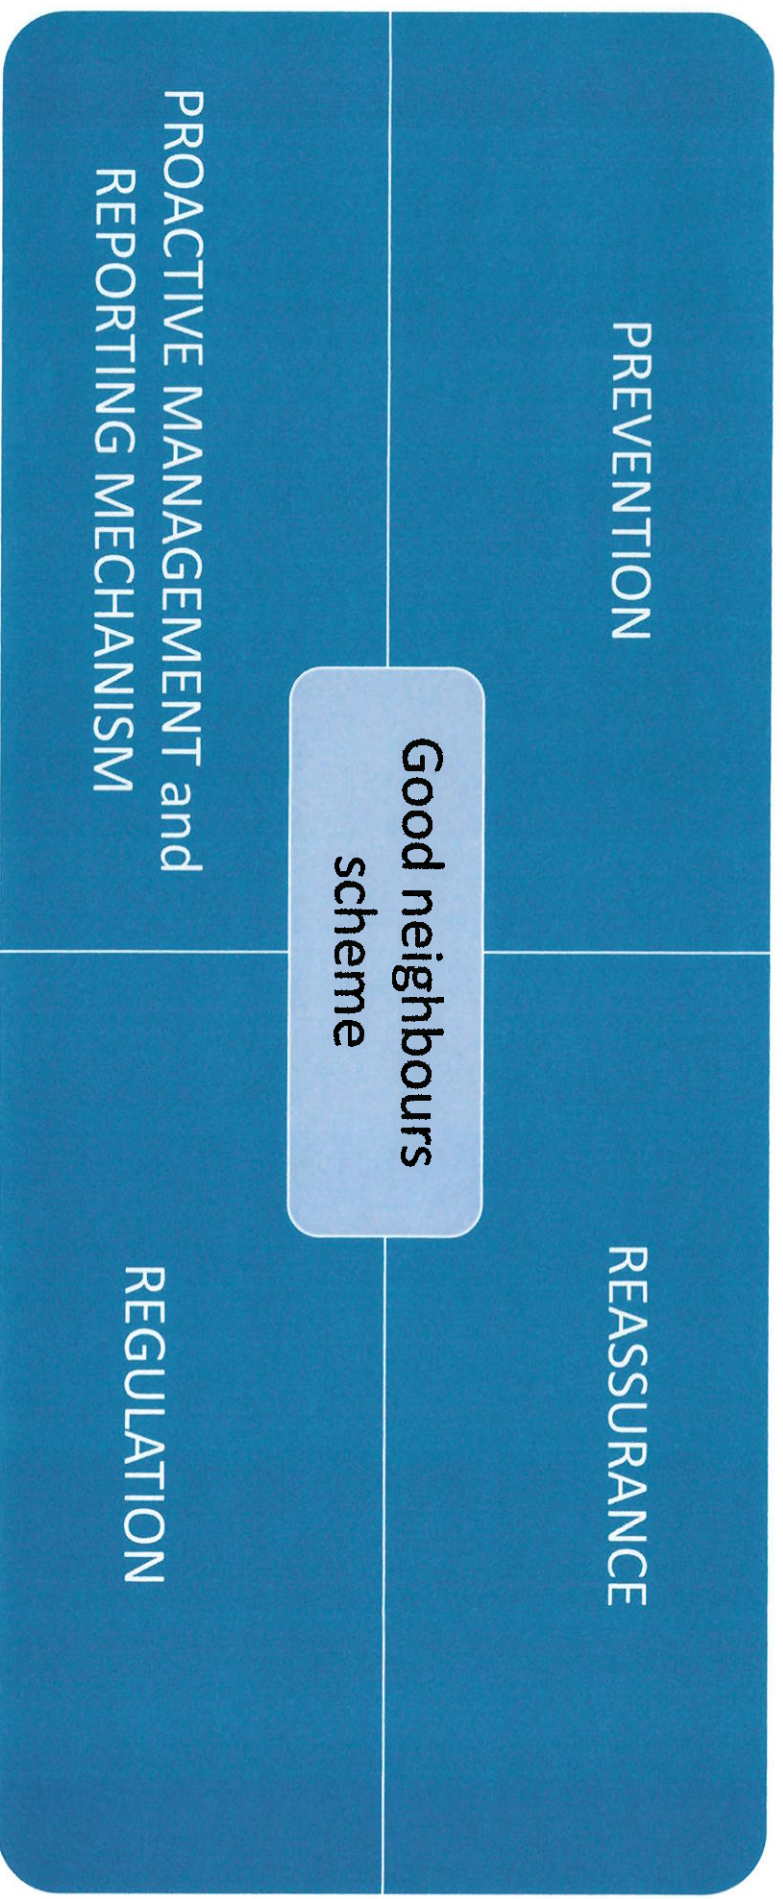 PREVENTION
REASSURANCE
Good neighbours
scheme
PROACTIVE MANAGEMENT and
REPORTING MECHANISM
REGULATION